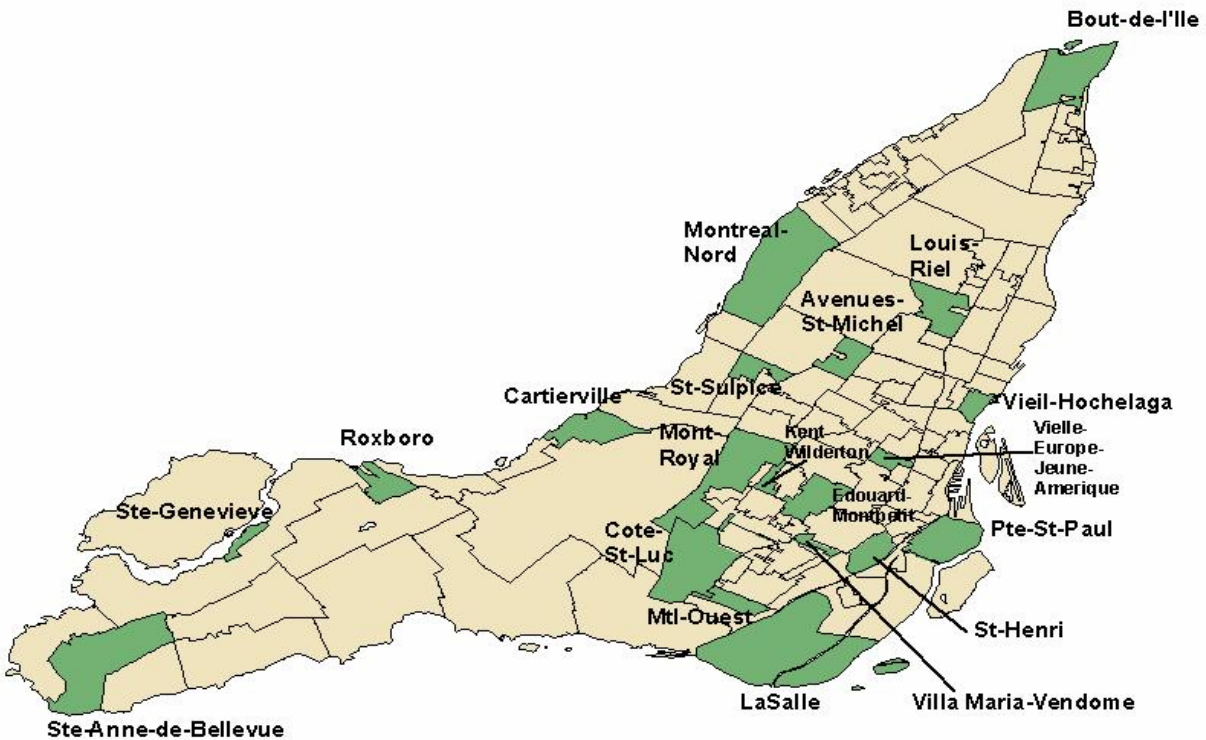 Bout-de-l'Ile
Montreal-
Nord
Louis-
Riel
Avenues-
St-Michel
St-Sulpice
Cartierville
Vieil-Hochelaga
Roxboro
Mont-
Royal
Kent
Wilderton
Vielle-
Europe-
Jeune-
Amerique
Ste-Genevieve
Edouard-
Montpetit
Cote-
St-Luc
Pte-St-Paul
Mtl-Ouest
St-Henri
LaSalle
Villa Maria-Vendome
Ste-Anne-de-Bellevue